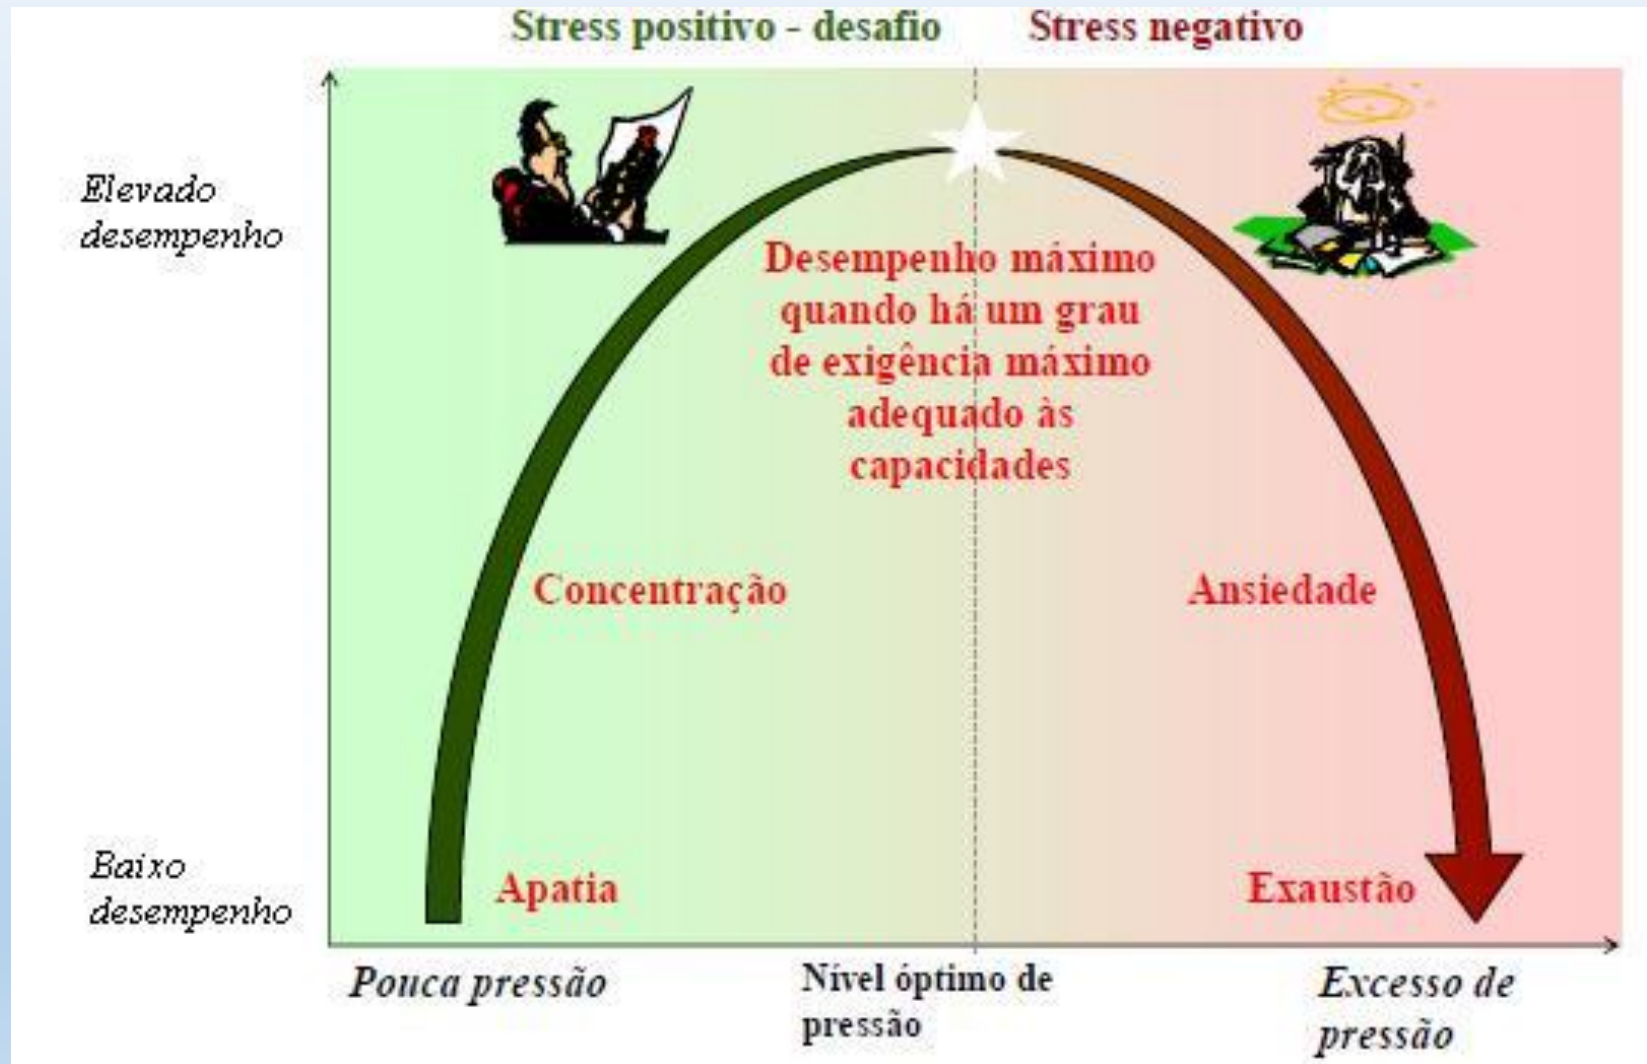 Stress positivo - desafio
Stress negativo
Elevado
desempenho
Desempenho máximo
quando há um grau
de exigência máximo
adequado às
capacidades
Concentração
Ansiedade
Baixo
desempenho
Apatia
Exaustão
Pouca pressão
Nível óptimo de
pressão
Excesso de
pressão